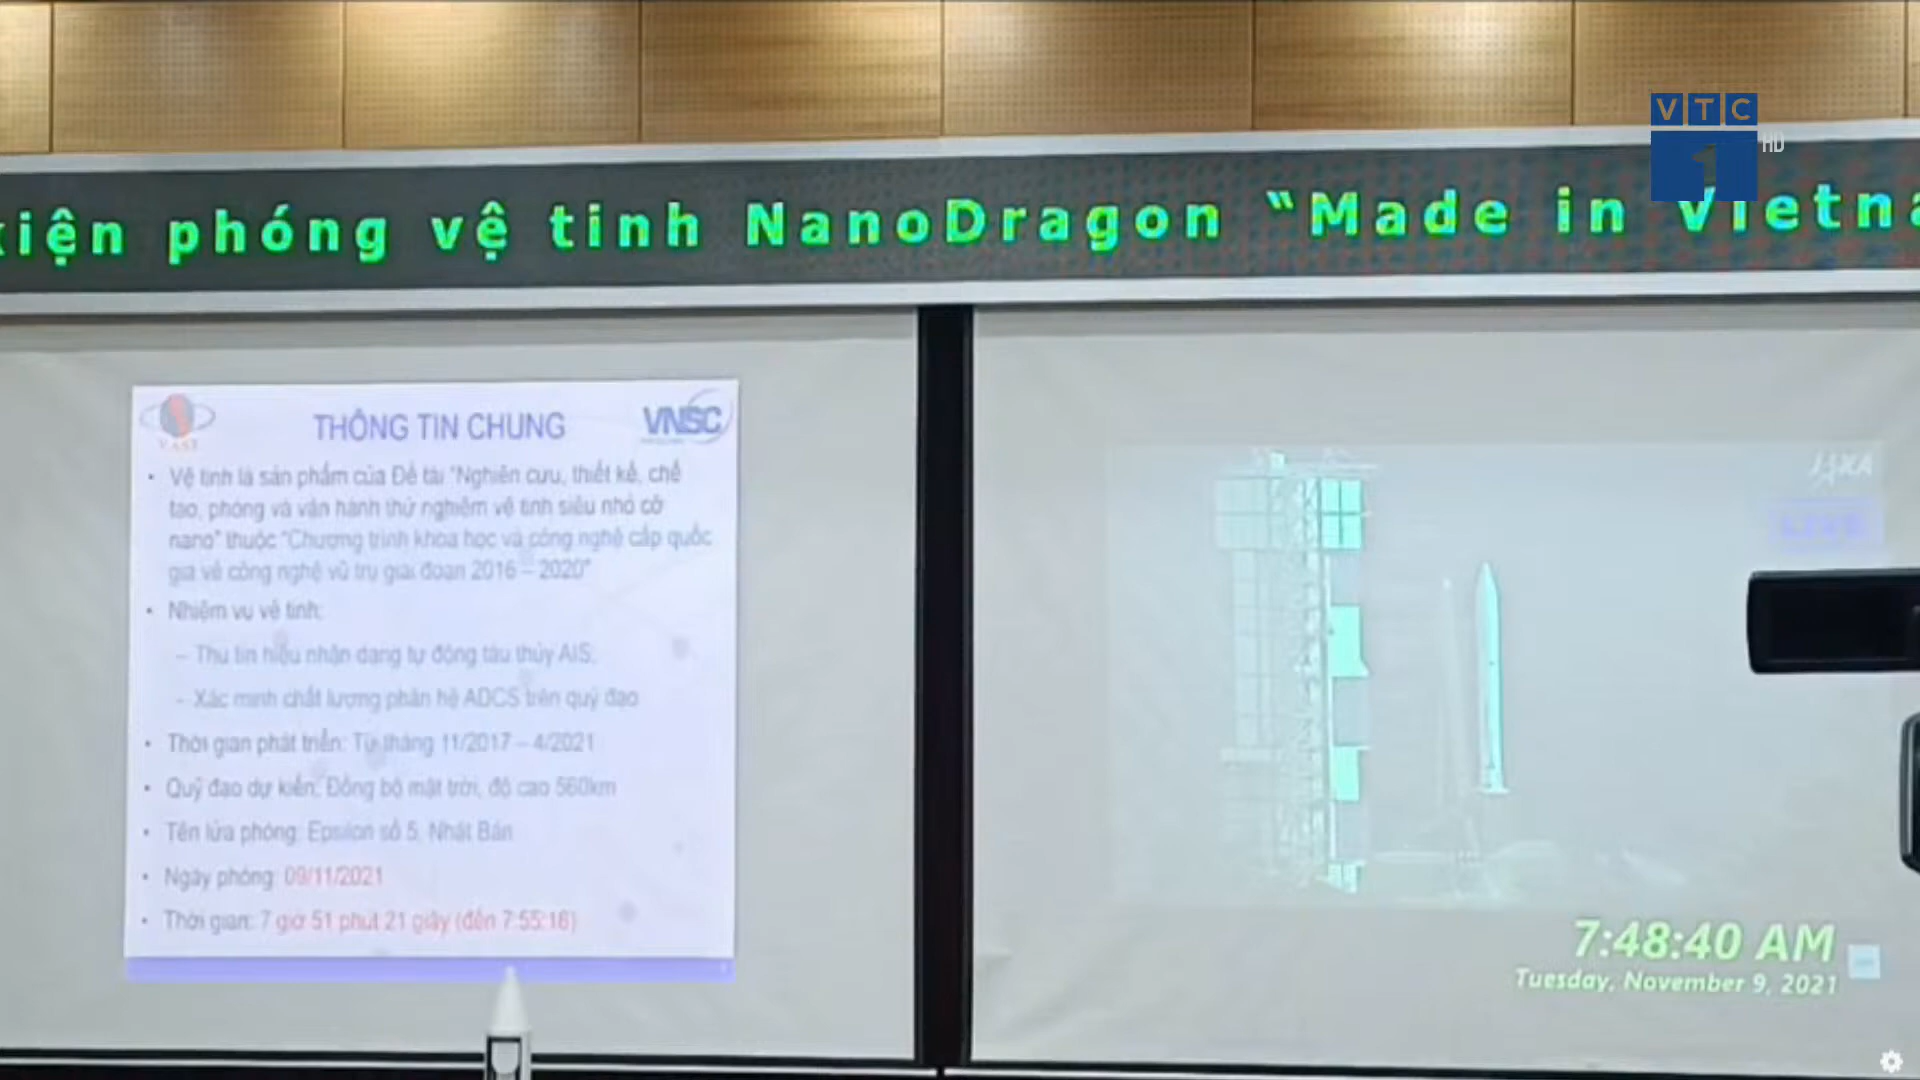 VTC
1 HD
kiện phóng vệ tinh NanoDragon “Made in Vietna
VAST
THÔNG TIN CHUNG
VNSC
• Vệ tinh là sản phẩm của Đề tài "Nghiên cứu, thiết kế, chế
tạo, phóng và vận hành thử nghiệm vệ tinh siêu nhỏ cỡ
nano" thuộc "Chương trình khoa học và công nghệ cấp quốc
gia về công nghệ vũ trụ giai đoạn 2016 – 2020"
• Nhiệm vụ vệ tinh:
– Thu tín hiệu nhận dạng tự động tàu thủy AIS;
– Xác minh chất lượng phân hệ ADCS trên quỹ đạo
• Thời gian phát triển: Từ tháng 11/2017 – 4/2021
• Quỹ đạo dự kiến: Đồng bộ mặt trời, độ cao 560km
• Tên lửa phóng: Epsilon số 5, Nhật Bản
• Ngày phóng: 09/11/2021
• Thời gian: 7 giờ 51 phút 21 giây (đến 7:55:16)
JAXA
LIVE
7:48:40 AM
Tuesday, November 9, 2021